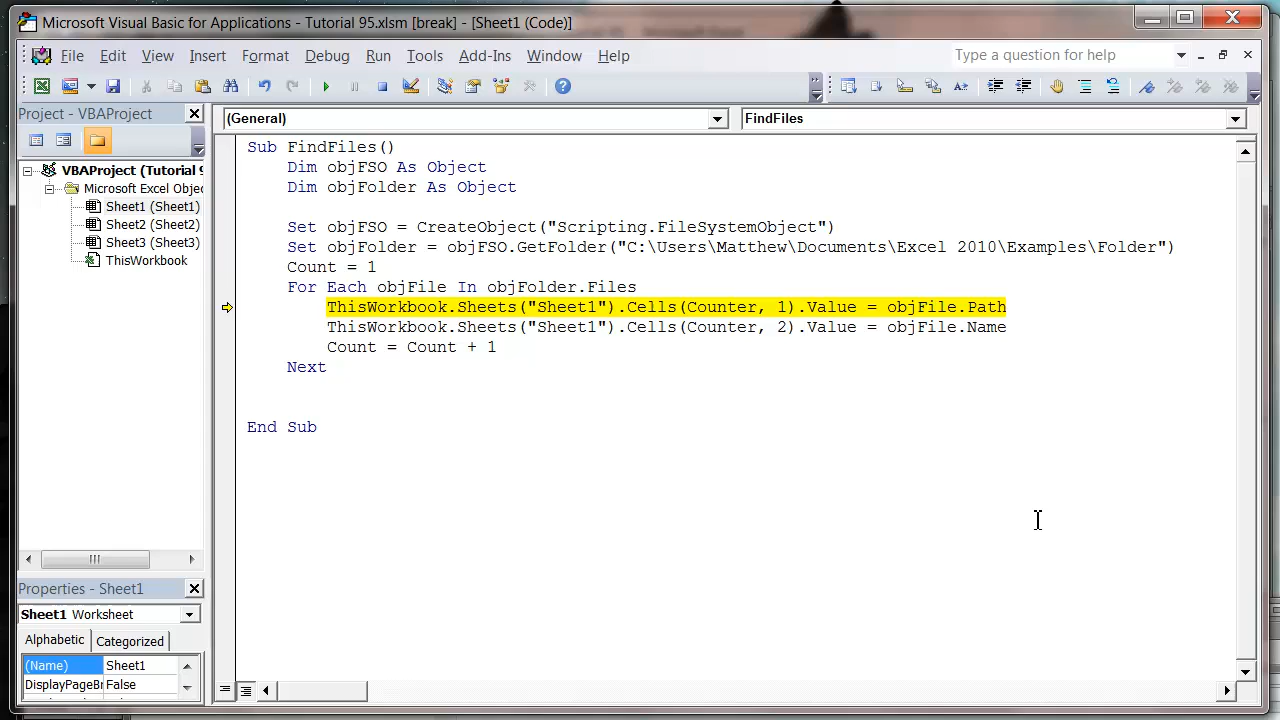 Microsoft Visual Basic for Applications - Tutorial 95.xlsm [break] - [Sheet1 (Code)]
File Edit View Insert Format Debug Run Tools Add-Ins Window Help Type a question for help
Project - VBAProject
(General) FindFiles
VBAProject (Tutorial 9
Microsoft Excel Objec
Sheet1 (Sheet1)
Sheet2 (Sheet2)
Sheet3 (Sheet3)
ThisWorkbook
Sub FindFiles()
Dim objFSO As Object
Dim objFolder As Object
Set objFSO = CreateObject("Scripting.FileSystemObject")
Set objFolder = objFSO.GetFolder("C:\Users\Matthew\Documents\Excel 2010\Examples\Folder")
Count = 1
For Each objFile In objFolder.Files
ThisWorkbook.Sheets("Sheet1").Cells(Counter, 1).Value = objFile.Path
ThisWorkbook.Sheets("Sheet1").Cells(Counter, 2).Value = objFile.Name
Count = Count + 1
Next
End Sub
Properties - Sheet1
Sheet1 Worksheet
Alphabetic Categorized
(Name) Sheet1
DisplayPageBr False